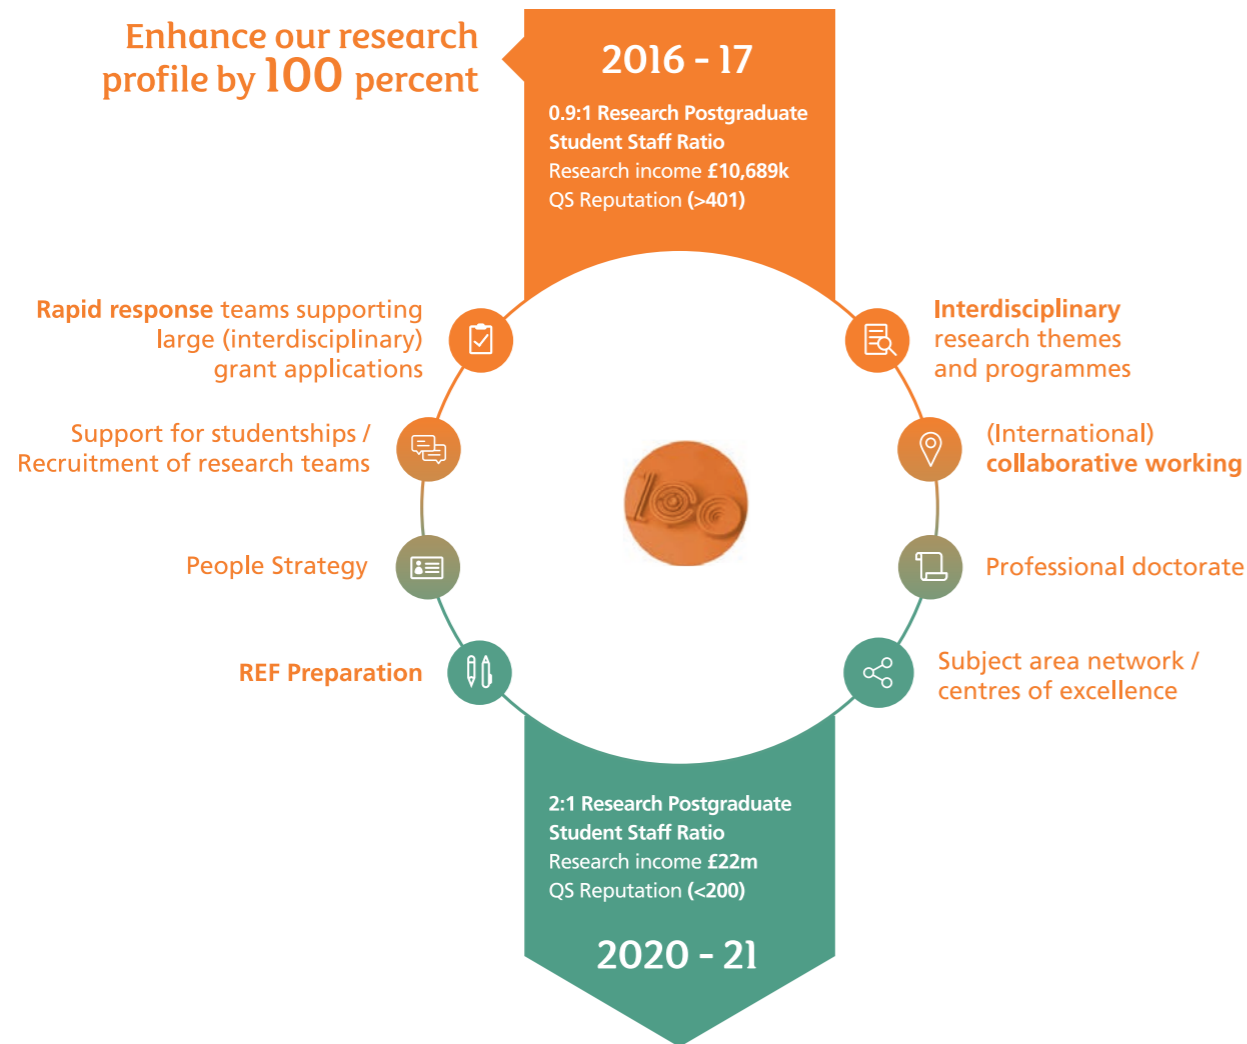 Enhance our research
profile by 100 percent
2016 - 17
0.9:1 Research Postgraduate
Student Staff Ratio
Research income £10,689k
QS Reputation (>401)
Rapid response teams supporting
large (interdisciplinary)
grant applications
Interdisciplinary
research themes
and programmes
Support for studentships /
Recruitment of research teams
(International)
collaborative working
100
People Strategy
Professional doctorate
REF Preparation
Subject area network /
centres of excellence
2:1 Research Postgraduate
Student Staff Ratio
Research income £22m
QS Reputation (<200)
2020 - 21